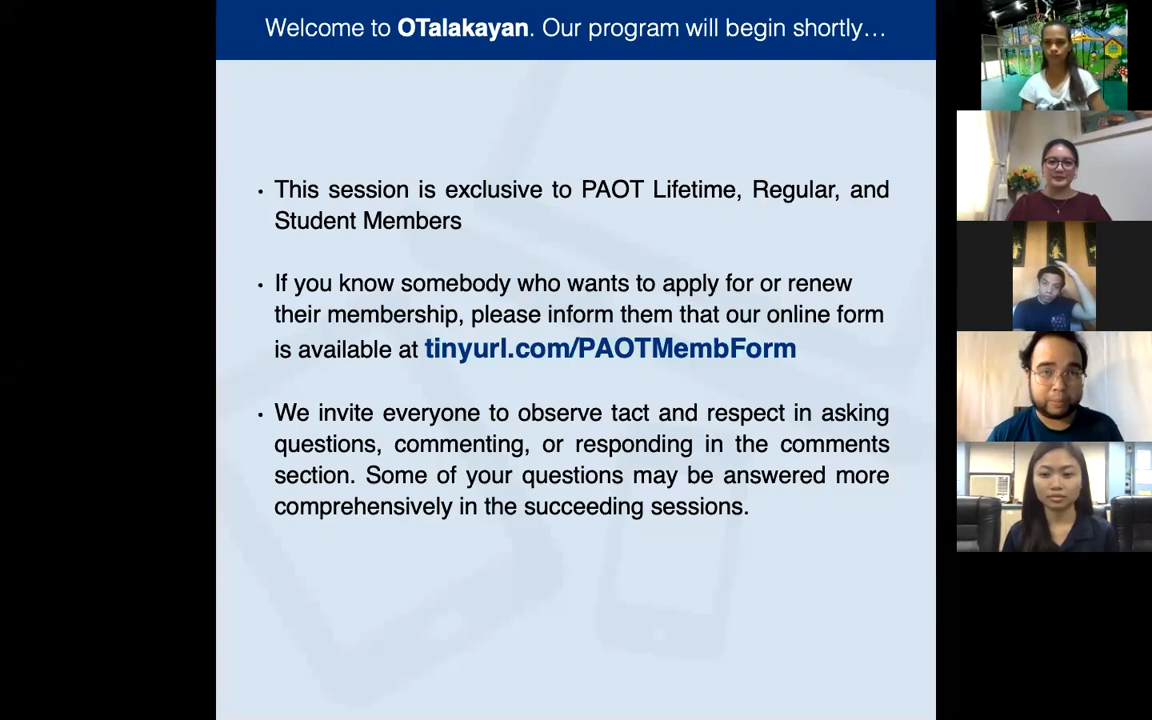 Welcome to OTalakayan. Our program will begin shortly…
• This session is exclusive to PAOT Lifetime, Regular, and
Student Members
• If you know somebody who wants to apply for or renew
their membership, please inform them that our online form
is available at tinyurl.com/PAOTMembForm
• We invite everyone to observe tact and respect in asking
questions, commenting, or responding in the comments
section. Some of your questions may be answered more
comprehensively in the succeeding sessions.